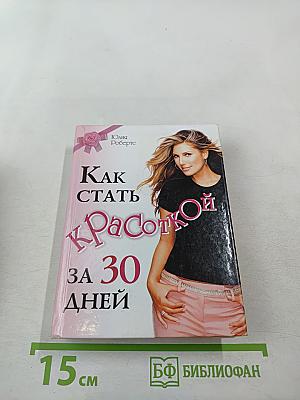 Юлия
Робертс
Как
стать
красоткой
за 30
дней
15 см
БФ БИБЛИОФАН